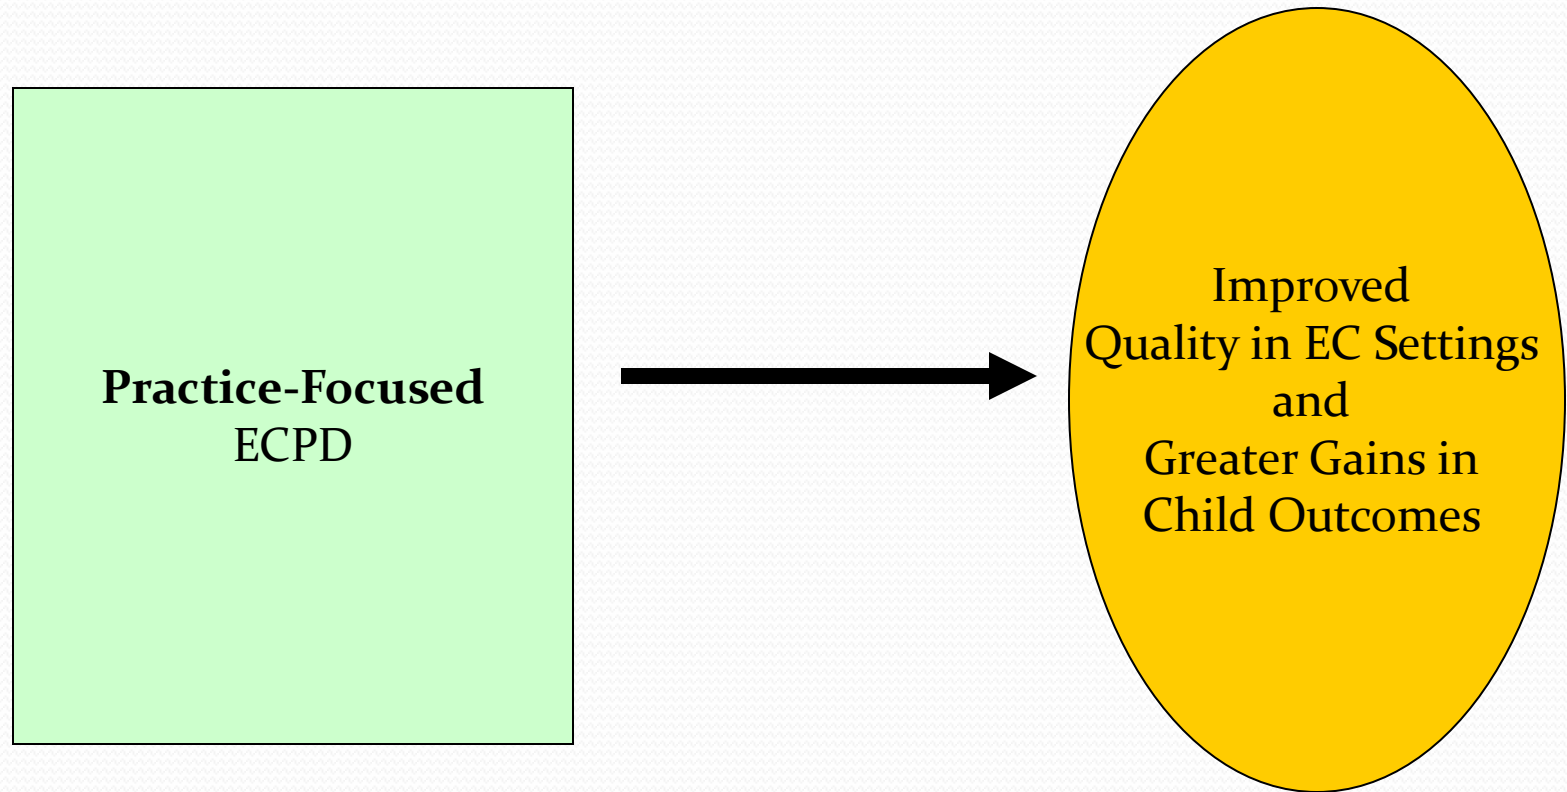 Practice-Focused
ECPD
Improved
Quality in EC Settings
and
Greater Gains in
Child Outcomes